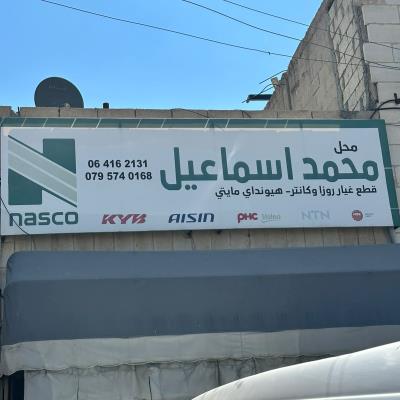 محل
محمد اسماعيل
قطع غيار روزا وكانتر- هيونداي مايتي
06 416 2131
079 574 0168
nasco
KYB AISIN PHC Valeo NTN